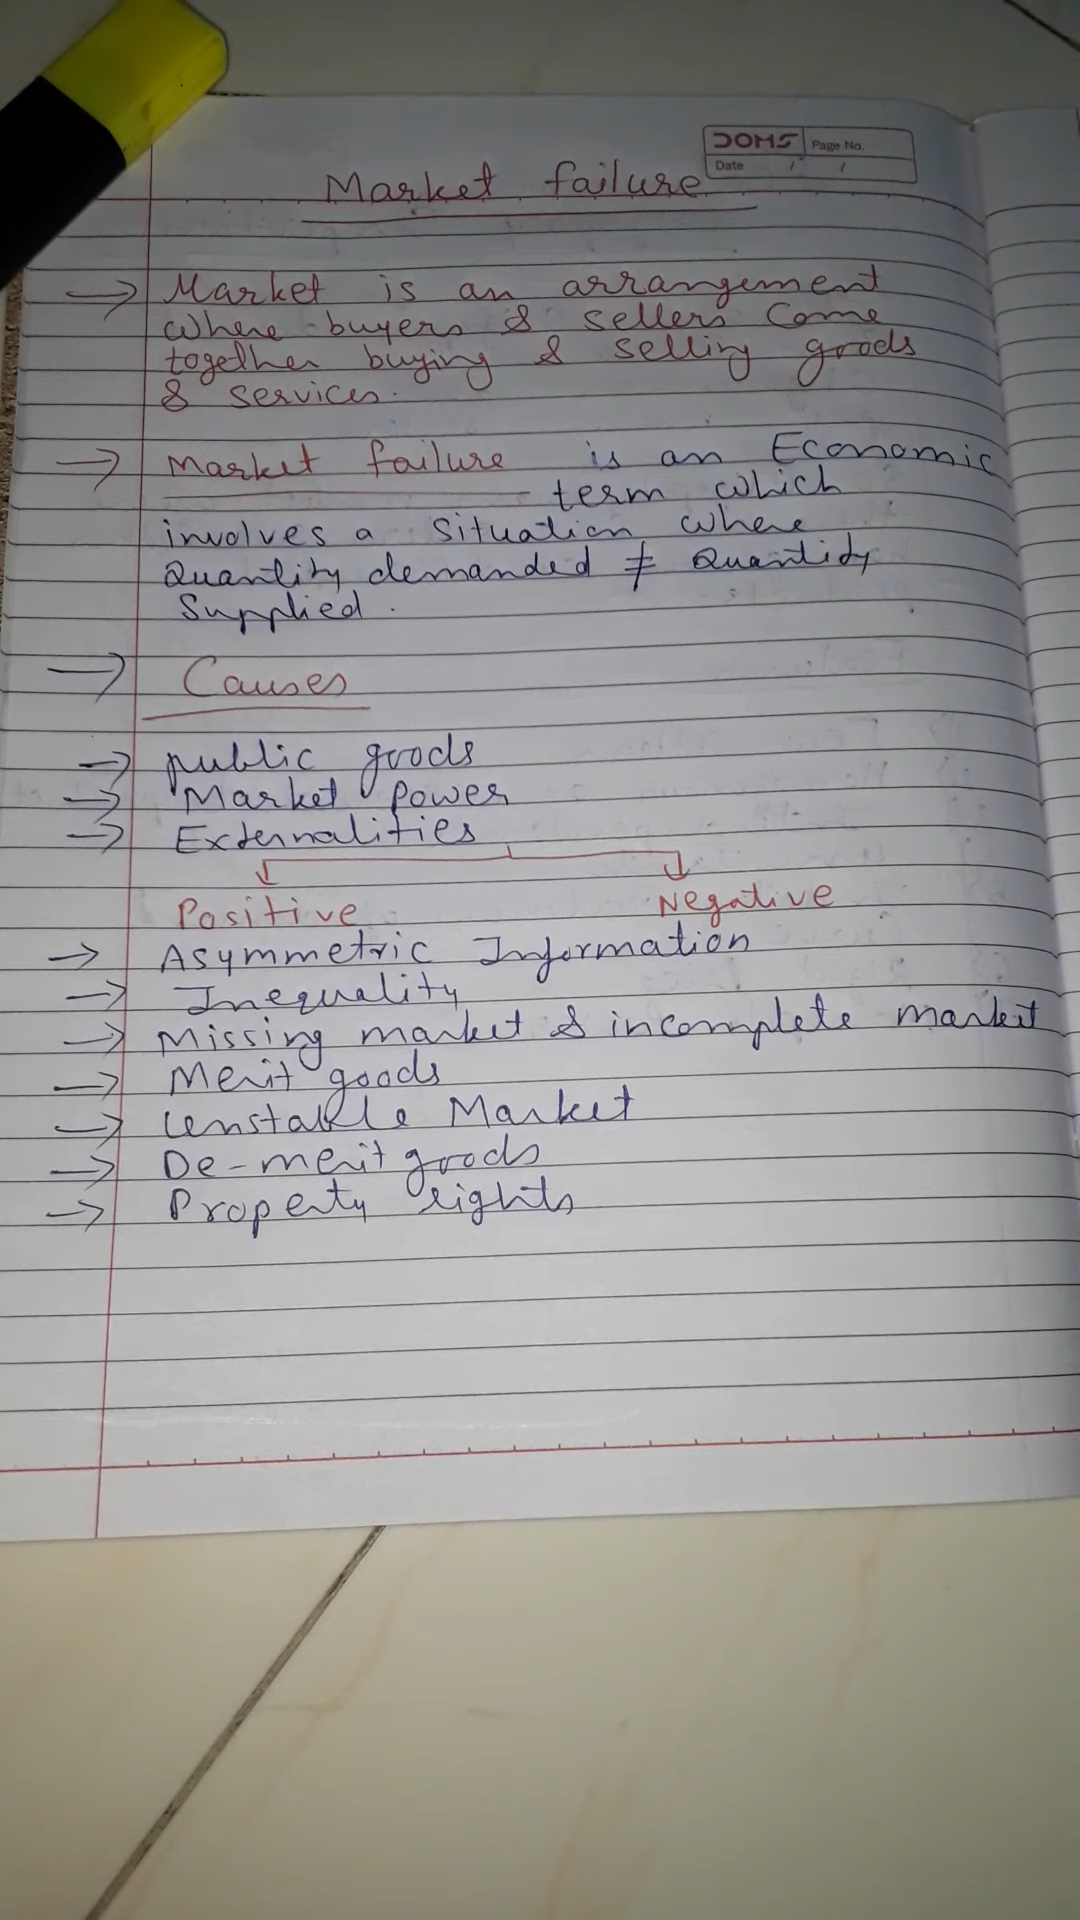 DOMS Page No.
Date / /
Market failure
→ Market is an arrangement
where buyers & sellers come
together buying & selling goods
& services.
→ Market failure is an Economic
term which
involves a situation where
Quantity demanded ≠ Quantity
Supplied.
→ Causes
→ public goods
→ Market Power
→ Externalities
Positive Negative
→ Asymmetric Information
→ Inequality
→ Missing market & incomplete market
→ Merit goods
→ Unstable Market
→ De-merit goods
→ Property rights